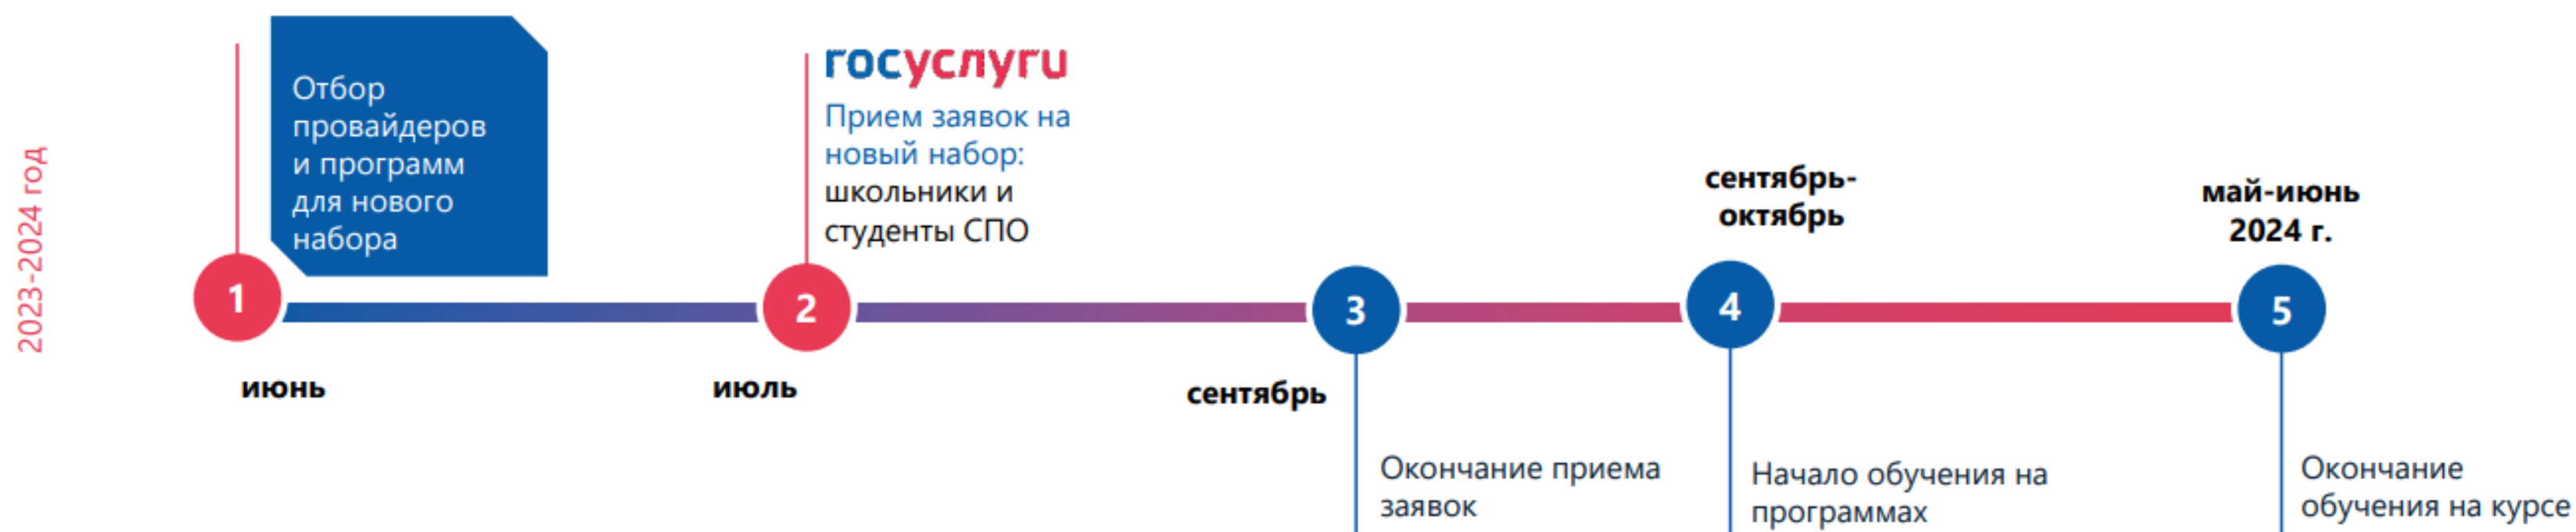 2023-2024 год
Отбор
провайдеров
и программ
для нового
набора
1
июнь
госуслуги
Прием заявок на
новый набор:
школьники и
студенты СПО
2
июль
3
сентябрь
Окончание приема
заявок
сентябрь-
октябрь
4
Начало обучения на
программах
май-июнь
2024 г.
5
Окончание
обучения на курсе